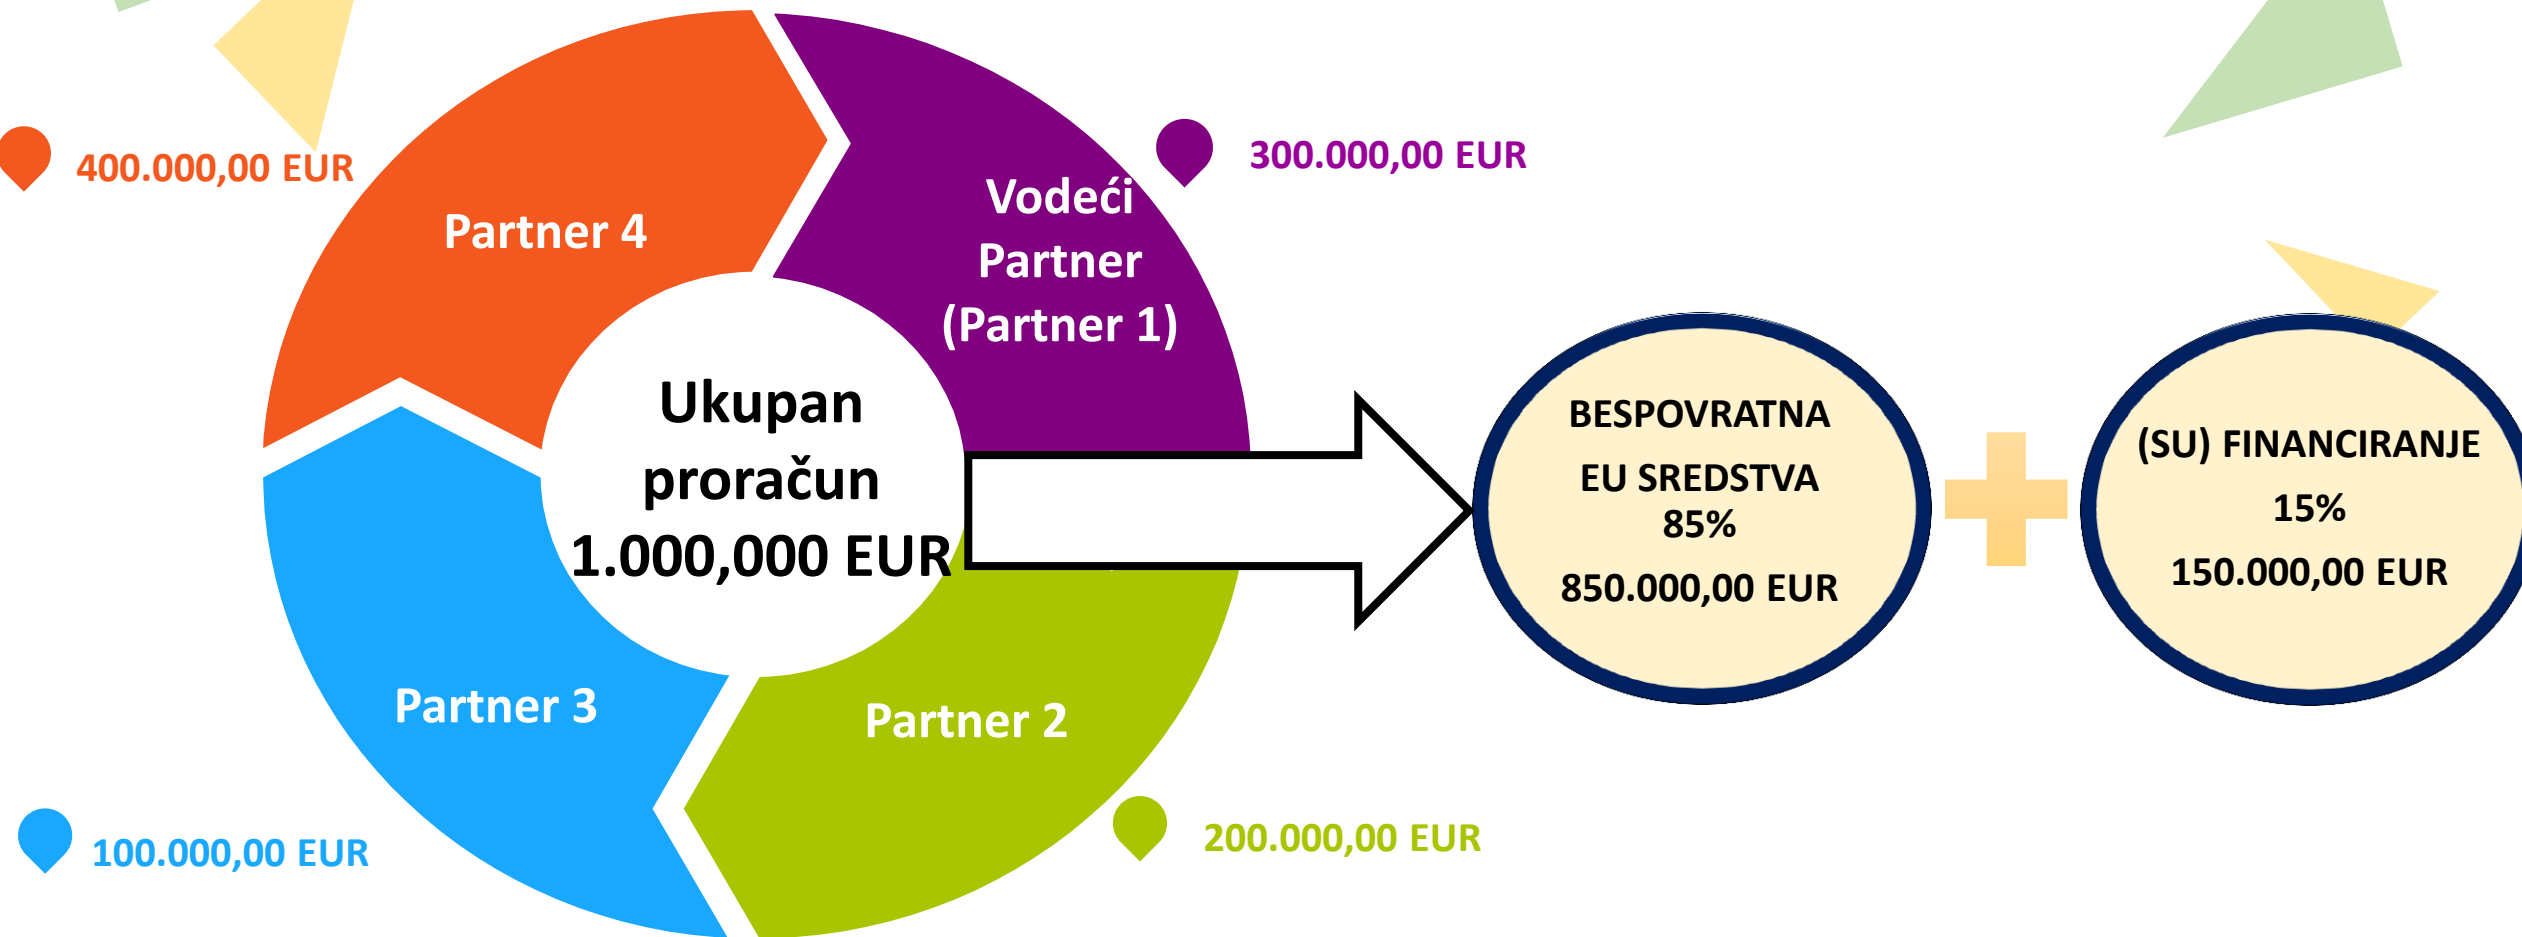 400.000,00 EUR
Partner 4
Vodeći
Partner
(Partner 1)
300.000,00 EUR
Ukupan
proračun
1.000,000 EUR
BESPOVRATNA
EU SREDSTVA
85%
850.000,00 EUR
(SU) FINANCIRANJE
15%
150.000,00 EUR
Partner 3
Partner 2
100.000,00 EUR
200.000,00 EUR